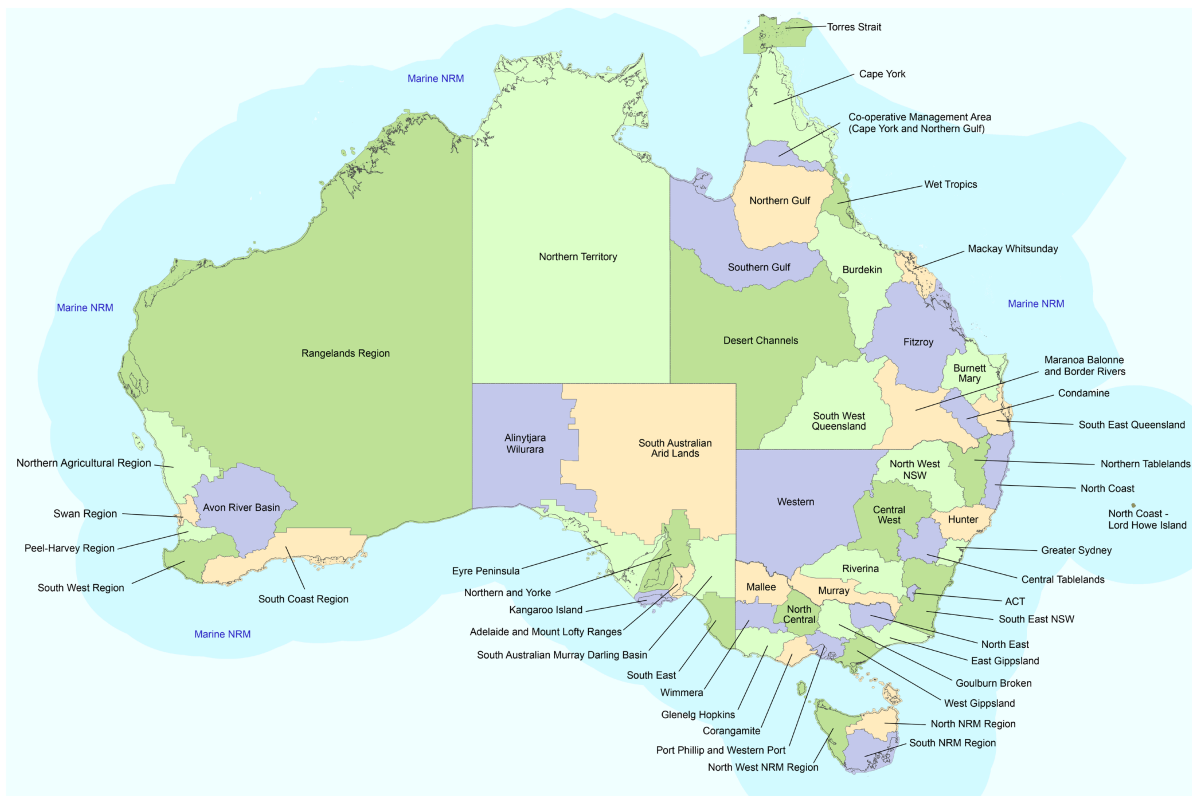 Torres Strait
Marine NRM
Cape York
Co-operative Management Area
(Cape York and Northern Gulf)
Wet Tropics
Northern Gulf
Mackay Whitsunday
Northern Territory
Southern Gulf
Burdekin
Marine NRM
Marine NRM
Rangelands Region
Desert Channels
Fitzroy
Maranoa Balonne
and Border Rivers
Burnett
Mary
Condamine
South West
Queensland
South East Queensland
Alinytjara
Wilurara
South Australian
Arid Lands
Northern Agricultural Region
North West
NSW
Northern Tablelands
North Coast
Avon River Basin
Western
Swan Region
Central
West
Hunter
North Coast -
Lord Howe Island
Peel-Harvey Region
Greater Sydney
Eyre Peninsula
Riverina
Central Tablelands
South West Region
South Coast Region
Northern and Yorke
Mallee
Murray
ACT
Kangaroo Island
North
Central
South East NSW
Marine NRM
Adelaide and Mount Lofty Ranges
North East
South Australian Murray Darling Basin
East Gippsland
South East
Goulburn Broken
Wimmera
West Gippsland
Glenelg Hopkins
Corangamite
North NRM Region
Port Phillip and Western Port
South NRM Region
North West NRM Region